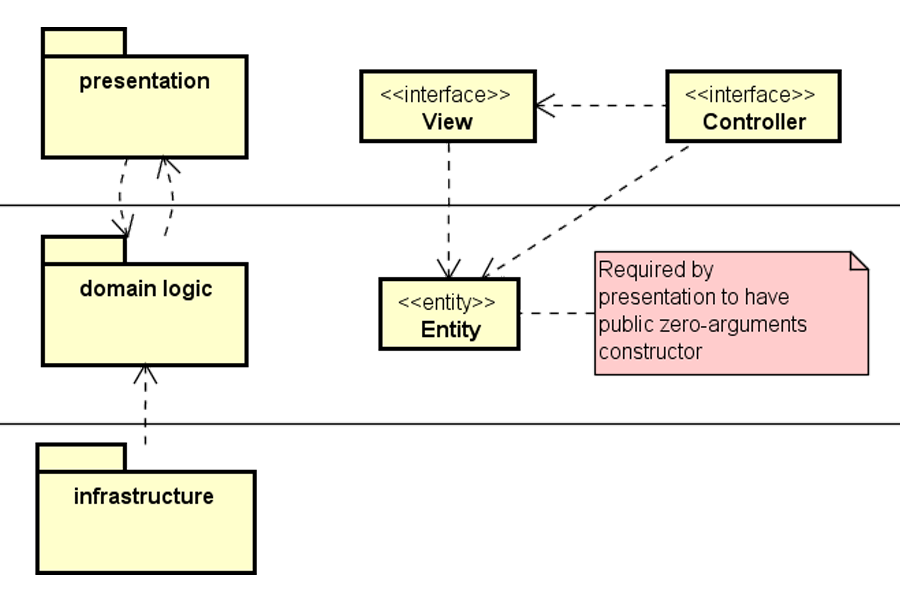 presentation
<<interface>>
View
<<interface>>
Controller
domain logic
<<entity>>
Entity
Required by
presentation to have
public zero-arguments
constructor
infrastructure